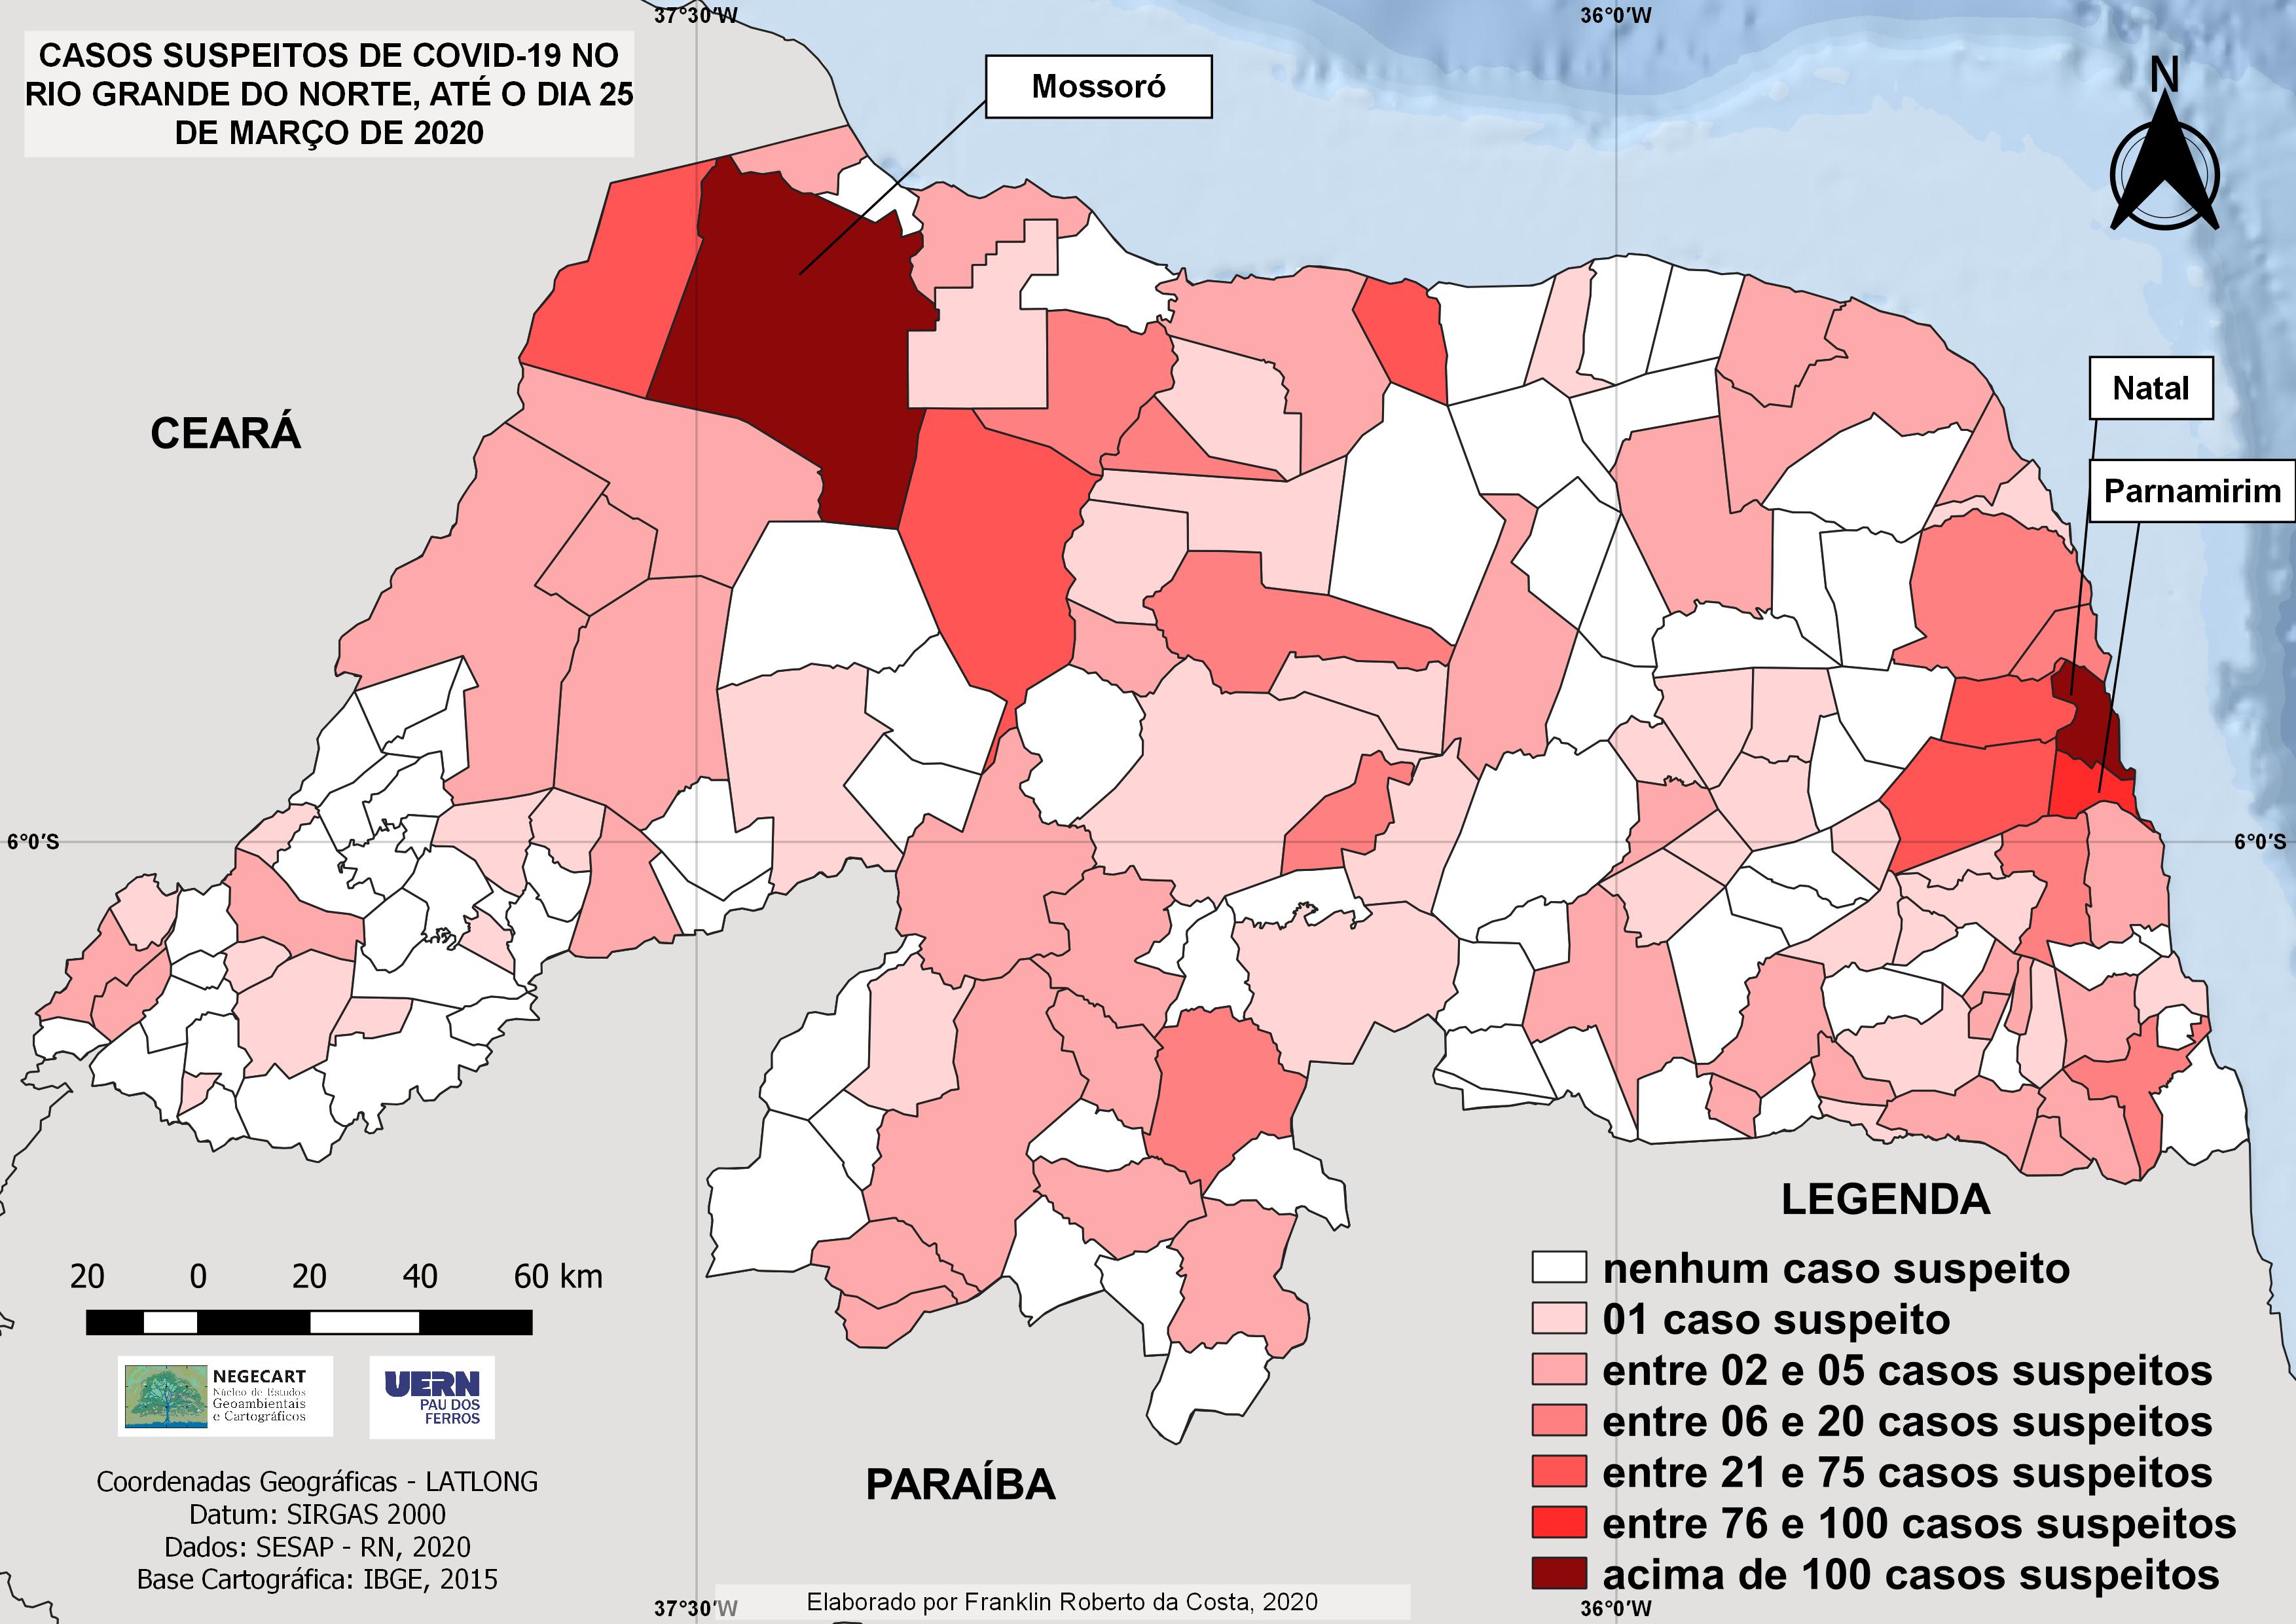 37°30'W
36°0'W
CASOS SUSPEITOS DE COVID-19 NO
RIO GRANDE DO NORTE, ATÉ O DIA 25
DE MARÇO DE 2020
Mossoró
N
Natal
Parnamirim
CEARÁ
6°0'S
6°0'S
LEGENDA
nenhum caso suspeito
01 caso suspeito
entre 02 e 05 casos suspeitos
entre 06 e 20 casos suspeitos
entre 21 e 75 casos suspeitos
entre 76 e 100 casos suspeitos
acima de 100 casos suspeitos
20 0 20 40 60 km
NEGECART
Núcleo de Estudos
Geoambientais
e Cartográficos
UERN
PAU DOS
FERROS
PARAÍBA
Coordenadas Geográficas - LATLONG
Datum: SIRGAS 2000
Dados: SESAP - RN, 2020
Base Cartográfica: IBGE, 2015
Elaborado por Franklin Roberto da Costa, 2020
37°30'W
36°0'W